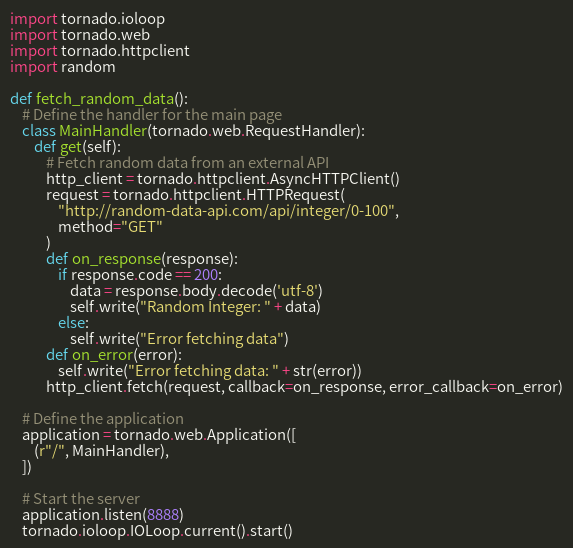 import tornado.ioloop
import tornado.web
import tornado.httpclient
import random

def fetch_random_data():
    # Define the handler for the main page
    class MainHandler(tornado.web.RequestHandler):
        def get(self):
            # Fetch random data from an external API
            http_client = tornado.httpclient.AsyncHTTPClient()
            request = tornado.httpclient.HTTPRequest(
                "http://random-data-api.com/api/integer/0-100",
                method="GET"
            )
            def on_response(response):
                if response.code == 200:
                    data = response.body.decode('utf-8')
                    self.write("Random Integer: " + data)
                else:
                    self.write("Error fetching data")
            def on_error(error):
                self.write("Error fetching data: " + str(error))
            http_client.fetch(request, callback=on_response, error_callback=on_error)

    # Define the application
    application = tornado.web.Application([
        (r"/", MainHandler),
    ])

    # Start the server
    application.listen(8888)
    tornado.ioloop.IOLoop.current().start()